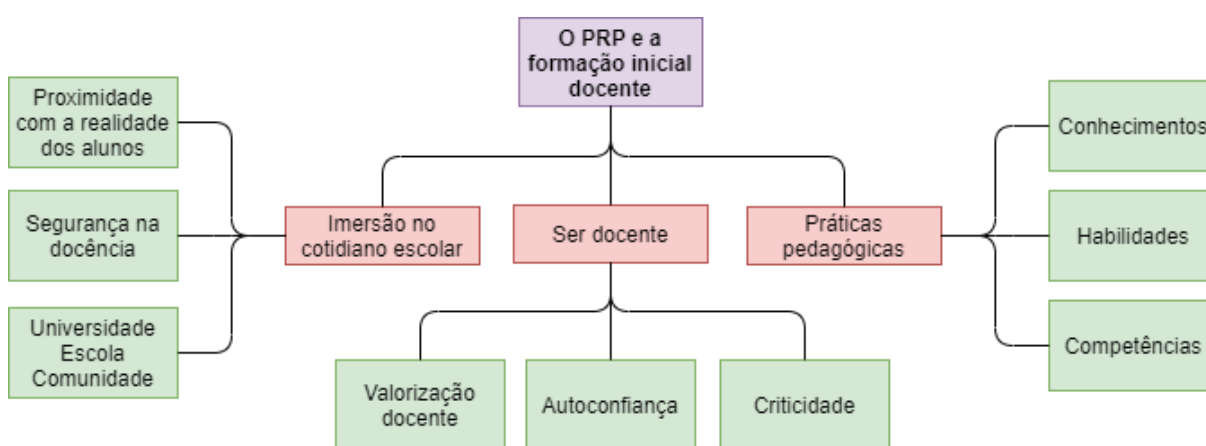 O PRP e a
formação inicial
docente
Proximidade
com a realidade
dos alunos
Segurança na
docência
Universidade
Escola
Comunidade
Imersão no
cotidiano escolar
Ser docente
Práticas
pedagógicas
Valorização
docente
Autoconfiança
Criticidade
Conhecimentos
Habilidades
Competências